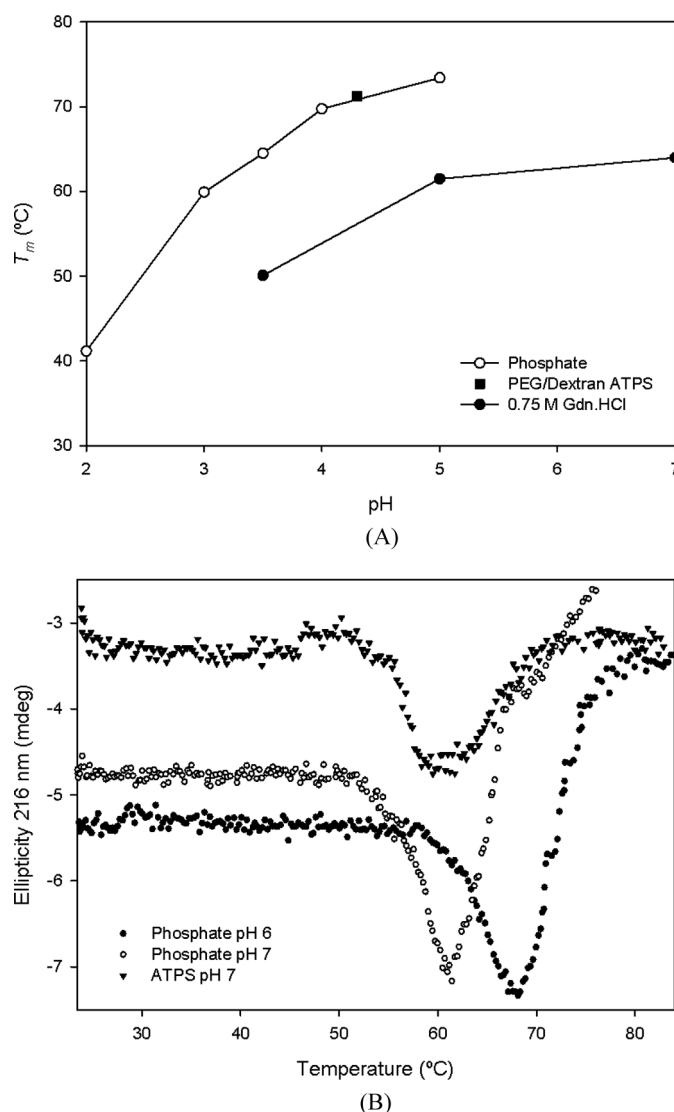 80
70
60
50
40
30
T_m (ºC)
2
3
4
5
6
7
pH
Phosphate
PEG/Dextran ATPS
0.75 M Gdn.HCl
(A)
-3
-4
-5
-6
-7
Ellipticity 216 nm (mdeg)
Phosphate pH 6
Phosphate pH 7
ATPS pH 7
30
40
50
60
70
80
Temperature (ºC)
(B)